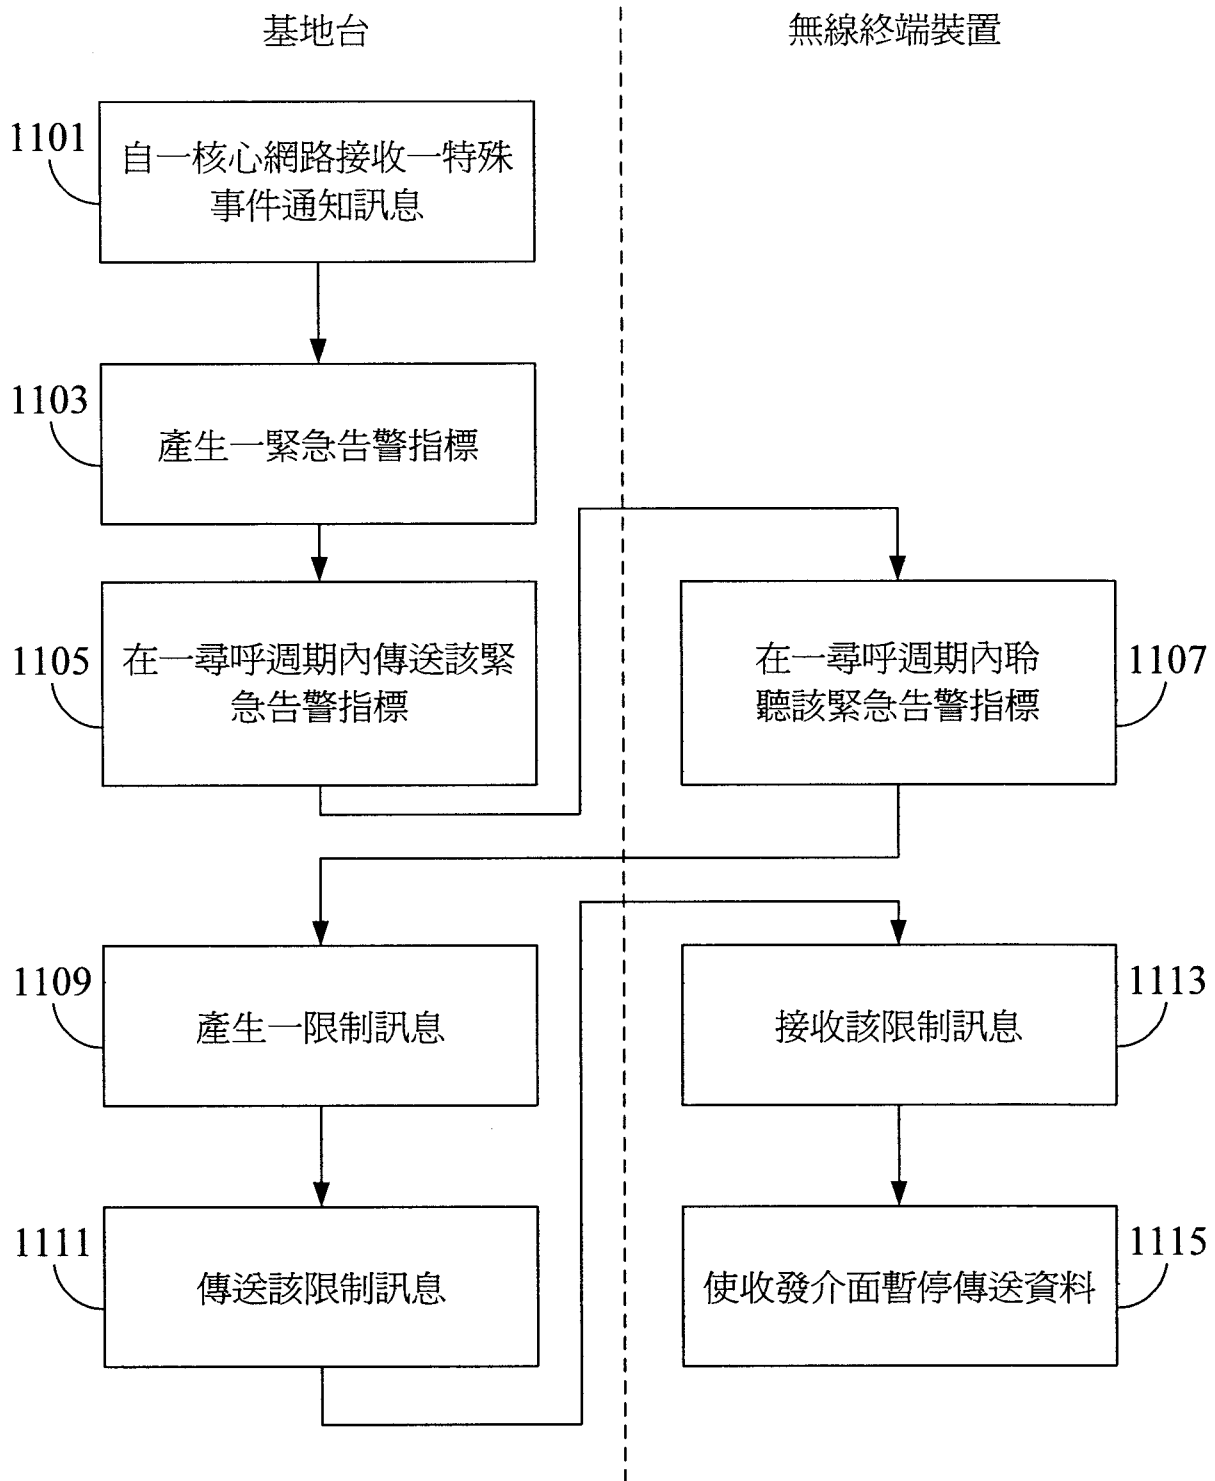 基地台
無線終端裝置
1101
自一核心網路接收一特殊
事件通知訊息
1103
產生一緊急告警指標
1105
在一尋呼週期內傳送該緊
急告警指標
1107
在一尋呼週期內聆
聽該緊急告警指標
1109
產生一限制訊息
1113
接收該限制訊息
1111
傳送該限制訊息
1115
使收發介面暫停傳送資料